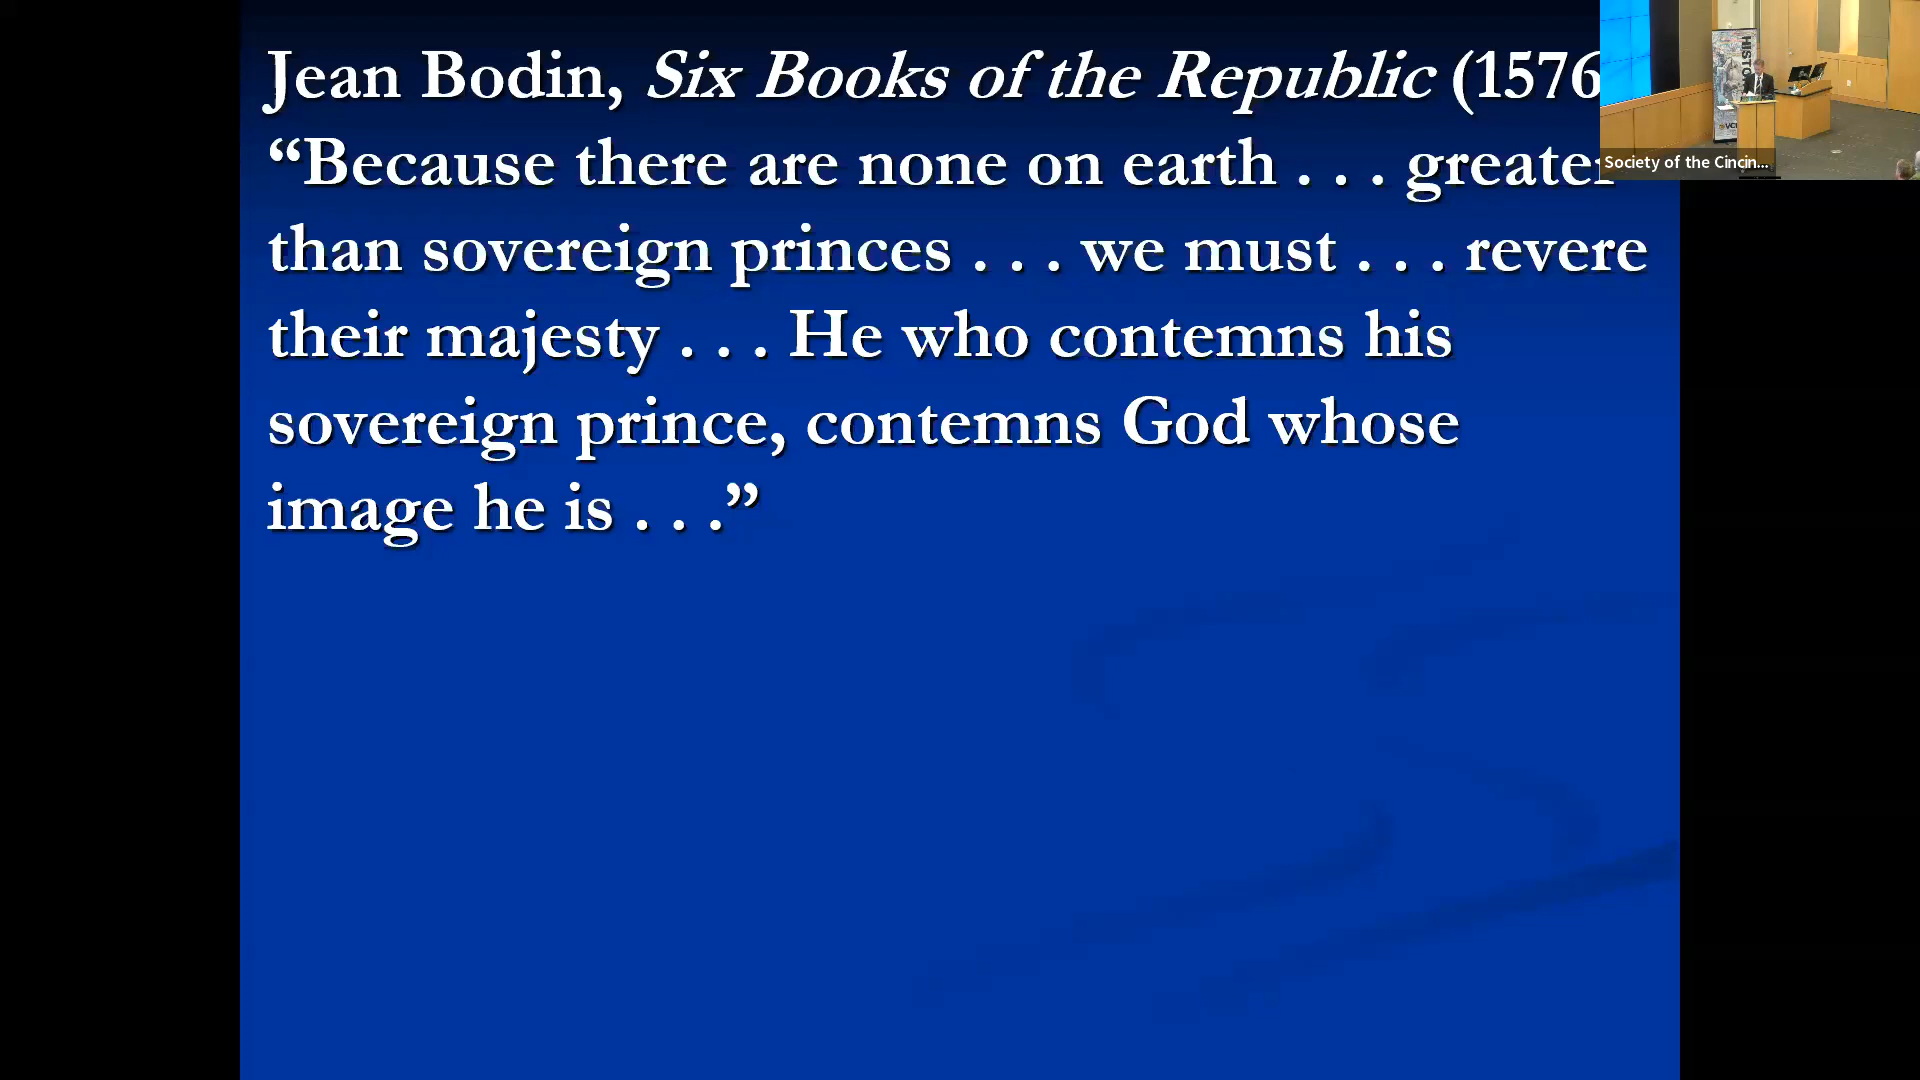 Jean Bodin, Six Books of the Republic (1576
“Because there are none on earth . . . greater
than sovereign princes . . . we must . . . revere
their majesty . . . He who contemns his
sovereign prince, contemns God whose
image he is . . .”
HISTO
VC
Society of the Cincin...